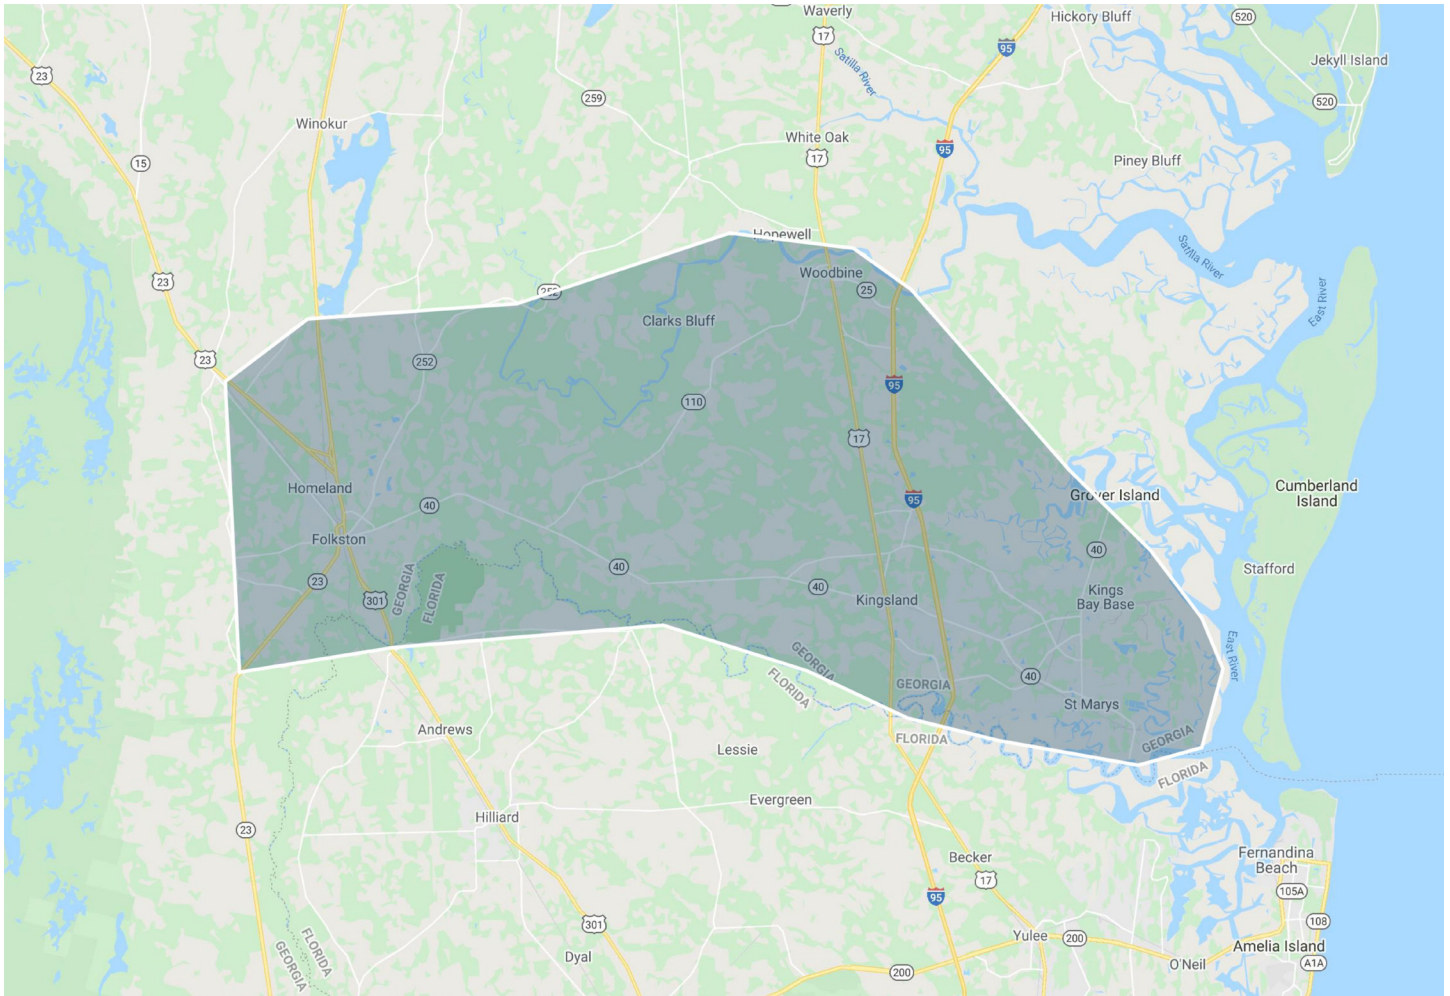 Waverly
Hickory Bluff
520
17
95
Jekyll Island
23
Satilla River
259
520
Winokur
White Oak
95
15
17
Piney Bluff
Hopewell
Satilla River
Woodbine
23
252
25
East River
Clarks Bluff
23
252
95
110
17
Cumberland
Island
Homeland
Grover Island
95
40
Folkston
40
40
Stafford
23
GEORGIA
FLORIDA
40
Kings
Bay Base
301
Kingsland
East River
GEORGIA
FLORIDA
GEORGIA
40
St Marys
Andrews
FLORIDA
GEORGIA
FLORIDA
Lessie
Evergreen
Hilliard
23
Fernandina
Beach
Becker
17
105A
95
301
108
FLORIDA
GEORGIA
Yulee
200
Amelia Island
Dyal
O'Neil
A1A
200